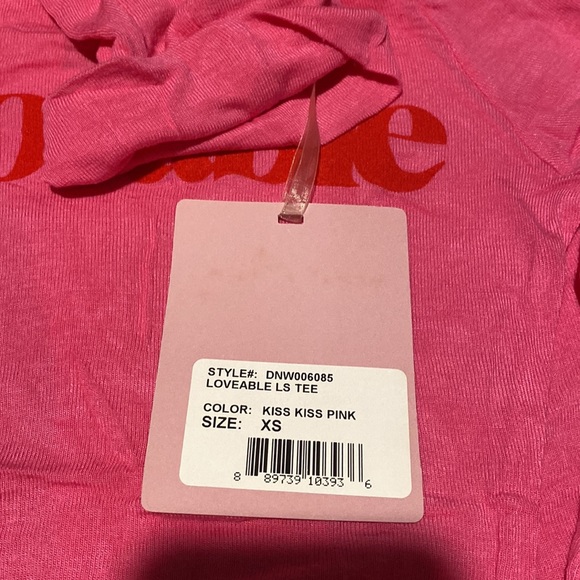 STYLE#: DNW006085
LOVEABLE LS TEE
COLOR: KISS KISS PINK
SIZE: XS
8 89739 10393 6